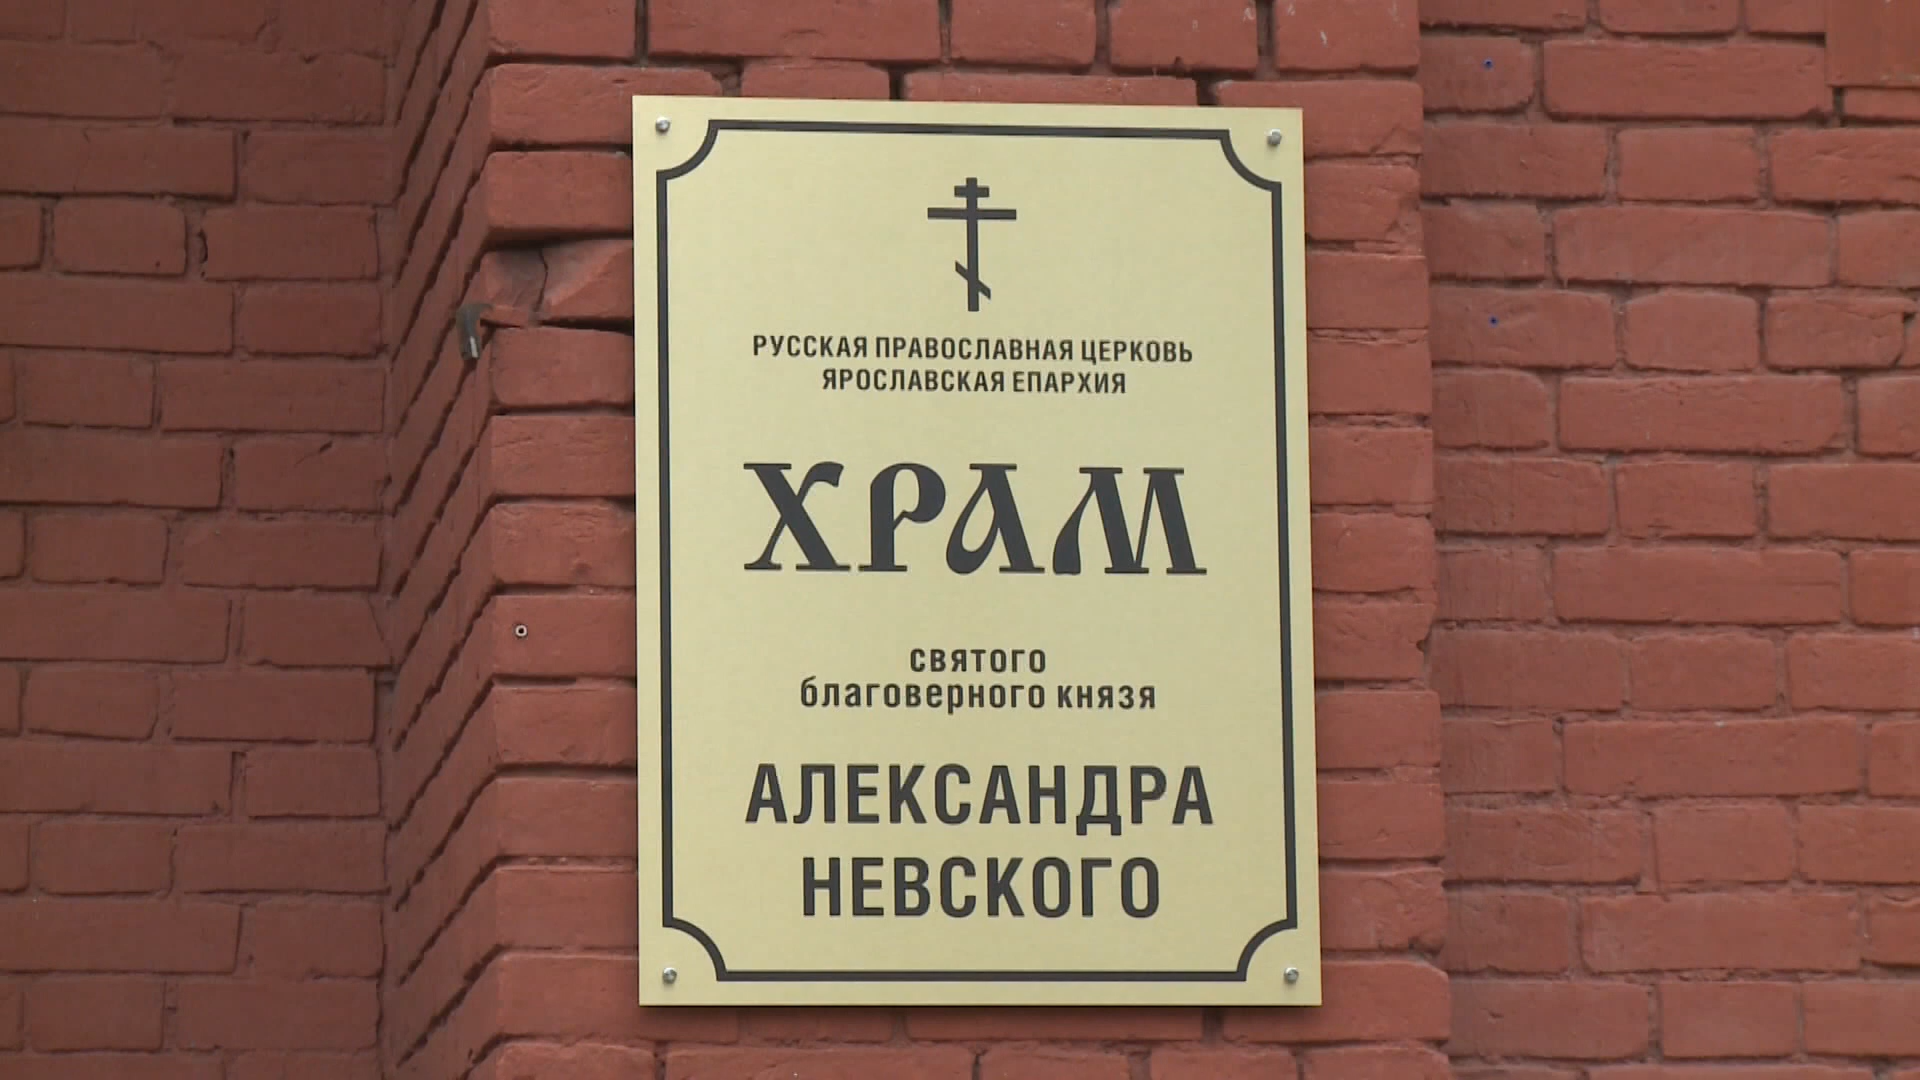 РУССКАЯ ПРАВОСЛАВНАЯ ЦЕРКОВЬ
ЯРОСЛАВСКАЯ ЕПАРХИЯ
ХРАМ
СВЯТОГО
благоверного князя
АЛЕКСАНДРА
НЕВСКОГО